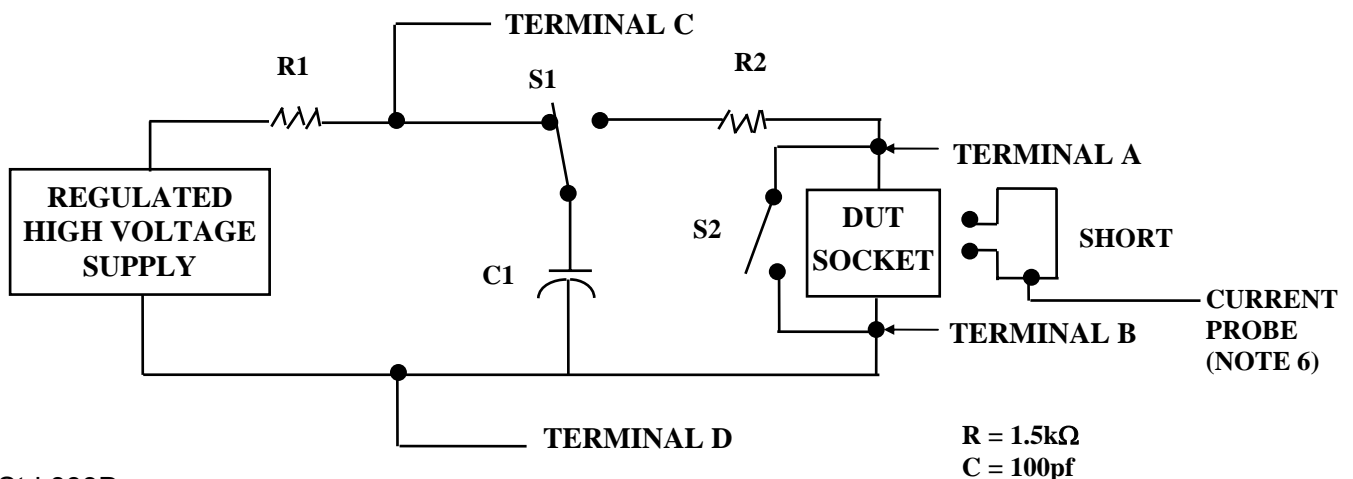 TERMINAL C
R1
S1
R2
REGULATED
HIGH VOLTAGE
SUPPLY
C1
S2
DUT
SOCKET
TERMINAL A
SHORT
TERMINAL B
CURRENT
PROBE
(NOTE 6)
TERMINAL D
R = 1.5kΩ
C = 100pf